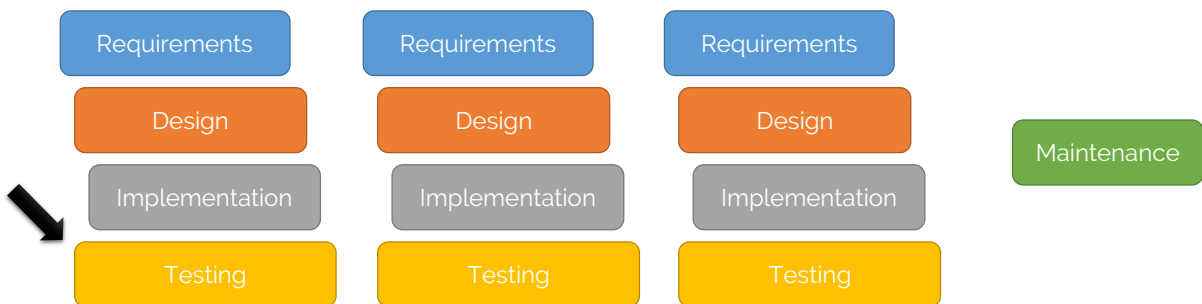 Requirements
Design
Implementation
Testing
Requirements
Design
Implementation
Testing
Requirements
Design
Implementation
Testing
Maintenance